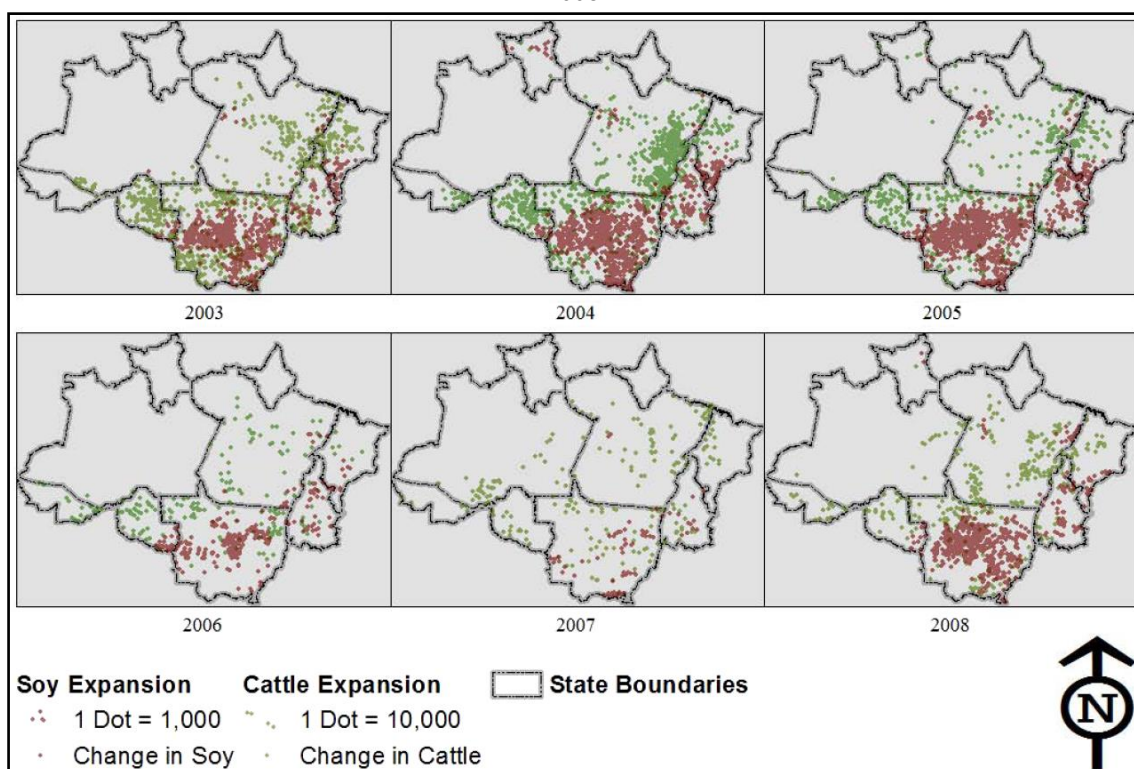 2003 2004 2005
2006 2007 2008
Soy Expansion Cattle Expansion State Boundaries
1 Dot = 1,000 1 Dot = 10,000
Change in Soy Change in Cattle
N